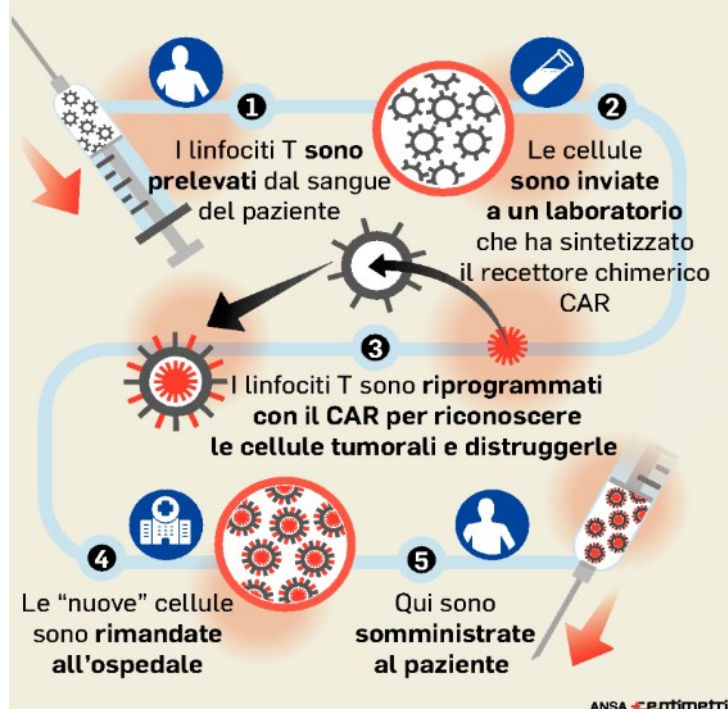 1
I linfociti T sono
prelevati dal sangue
del paziente
2
Le cellule
sono inviate
a un laboratorio
che ha sintetizzato
il recettore chimerico
CAR
3
I linfociti T sono riprogrammati
con il CAR per riconoscere
le cellule tumorali e distruggerle
4
Le “nuove” cellule
sono rimandate
all’ospedale
5
Qui sono
somministrate
al paziente
ANSA centimetri